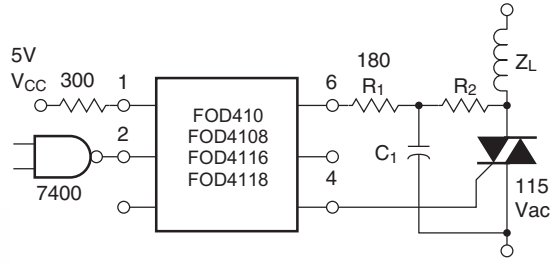 5V
VCC
300
1
2
7400
FOD410
FOD4108
FOD4116
FOD4118
6
4
180
R1
R2
C1
ZL
115
Vac